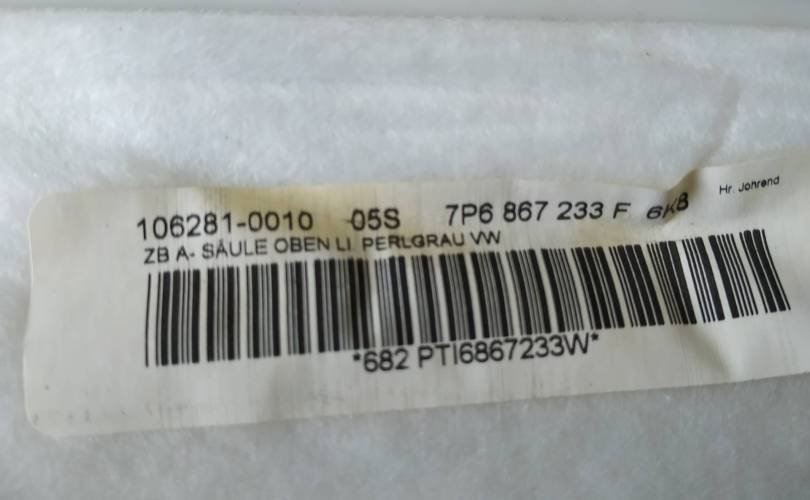 Hr. Johrend
106281-0010 05S 7P6 867 233 F 6K8
ZB A- SÄULE OBEN LI PERLGRAU VW
*682 PTI6867233W*